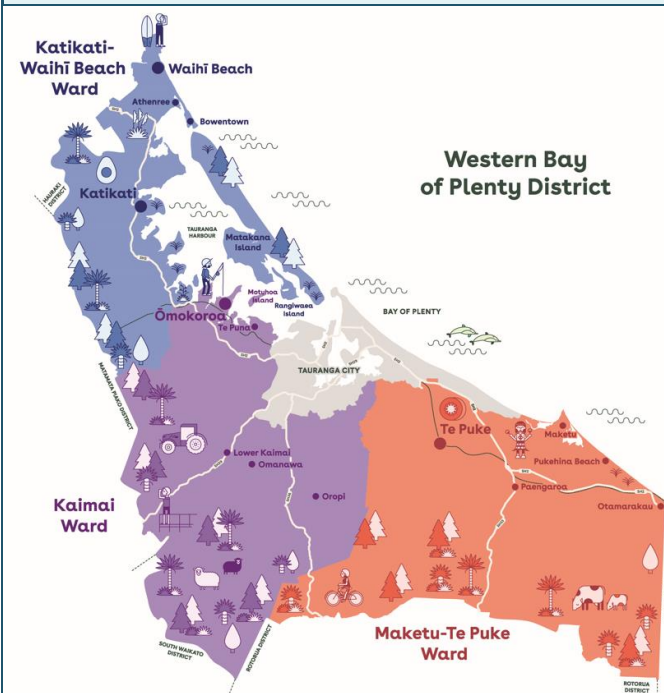 Katikati-
Waihī Beach
Ward
Waihī Beach
Athenree
Bowentown
Western Bay
of Plenty District
HAURAKI
DISTRICT
Katikati
TAURANGA
HARBOUR
Matakana
Island
Motuhoa
Island
Rangiwaea
Island
Ōmokoroa
Te Puna
BAY OF PLENTY
TAURANGA CITY
MATAMATA PIAKO DISTRICT
Te Puke
Maketu
Pukehina Beach
Lower Kaimai
Omanawa
Paengaroa
Kaimai
Ward
Oropi
Otamarakau
Maketu-Te Puke
Ward
SOUTH WAIKATO
DISTRICT
ROTORUA DISTRICT
ROTORUA
DISTRICT